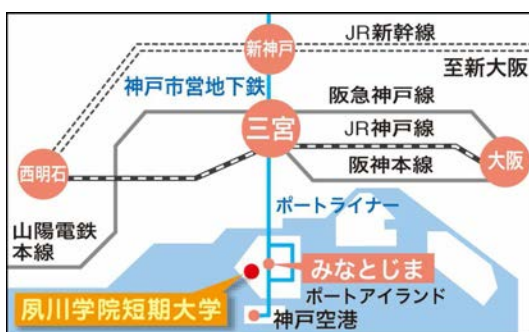 JR新幹線
新神戸
至新大阪
神戸市営地下鉄
阪急神戸線
三宮
JR神戸線
大阪
西明石
阪神本線
ポートライナー
山陽電鉄
本線
みなとじま
夙川学院短期大学
ポートアイランド
神戸空港